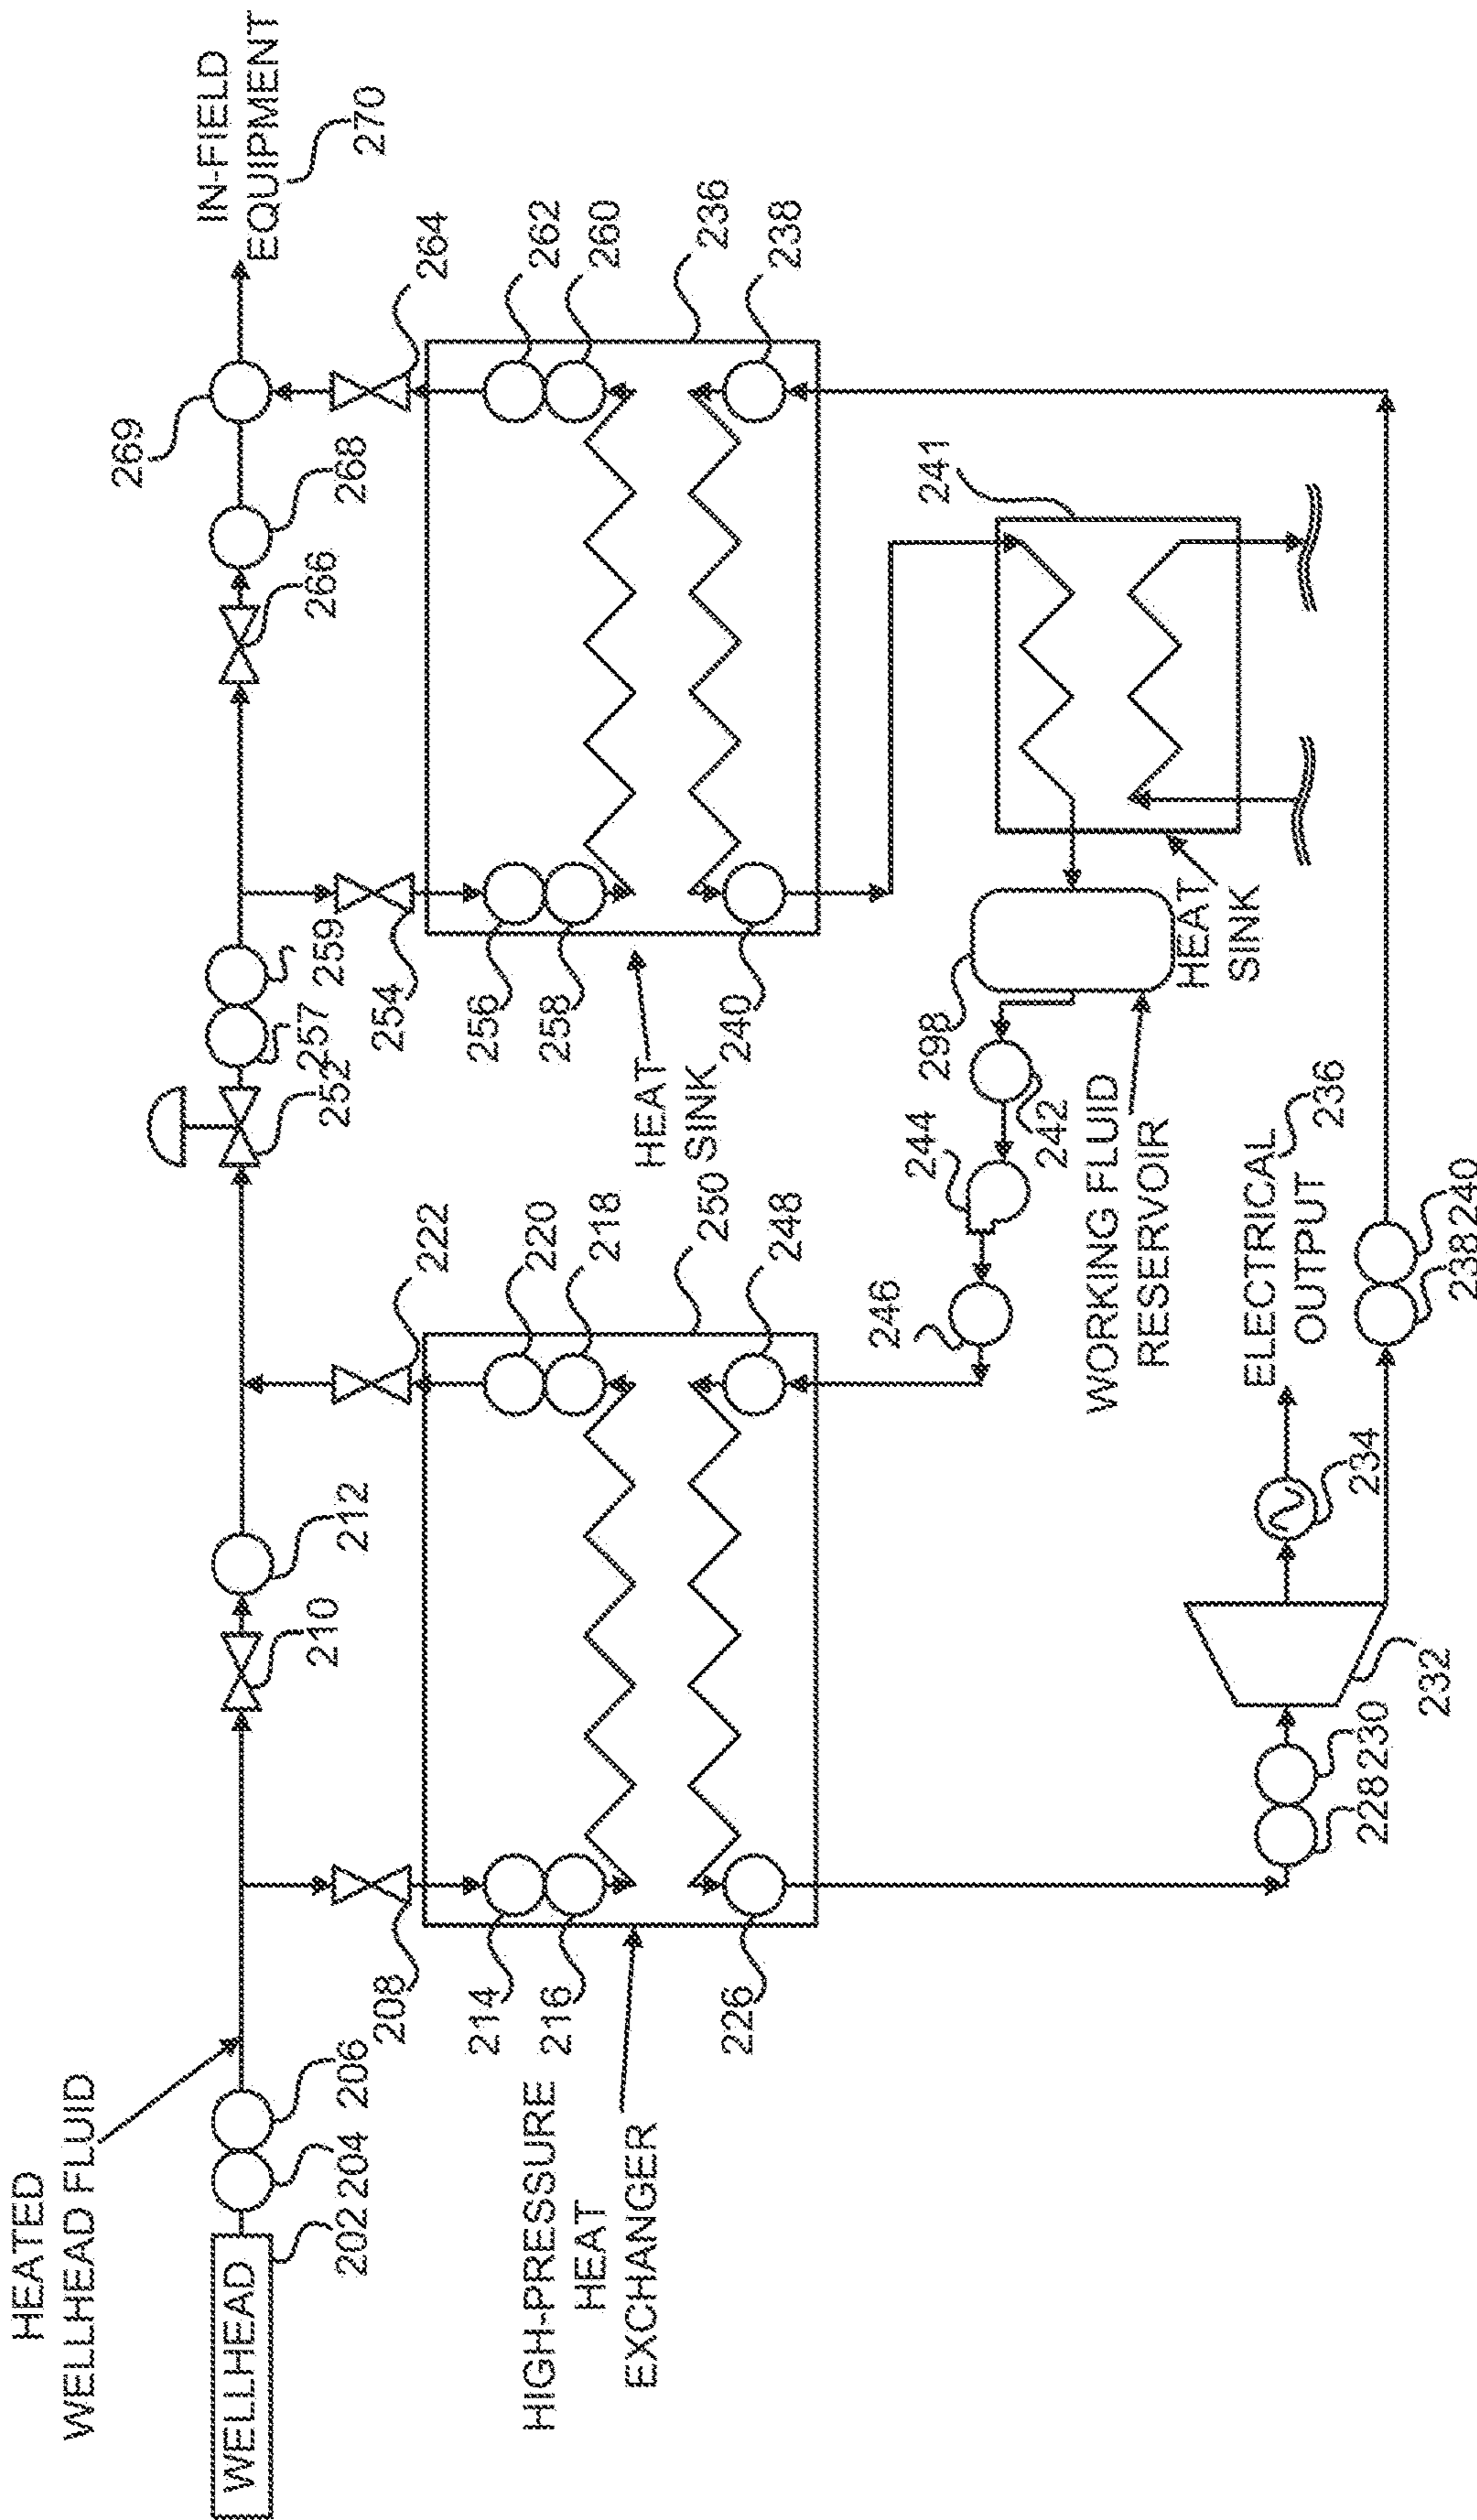 HEATED
WELLHEAD FLUID
WELLHEAD
202
204
206
208
210
212
214
216
HIGH-PRESSURE
HEAT
EXCHANGER
226
218
220
222
248
250
252
257
259
254
256
258
240
HEAT
SINK
266
268
269
264
262
260
236
238
IN-FIELD
EQUIPMENT
270
241
HEAT
SINK
298
242
244
246
WORKING FLUID
RESERVOIR
228
230
232
234
ELECTRICAL
OUTPUT
236
238
240